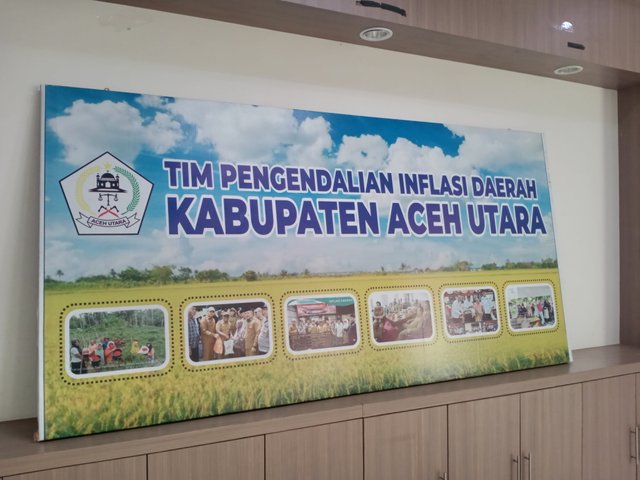 TIM PENGENDALIAN INFLASI DAERAH
KABUPATEN ACEH UTARA
ACEH UTARA